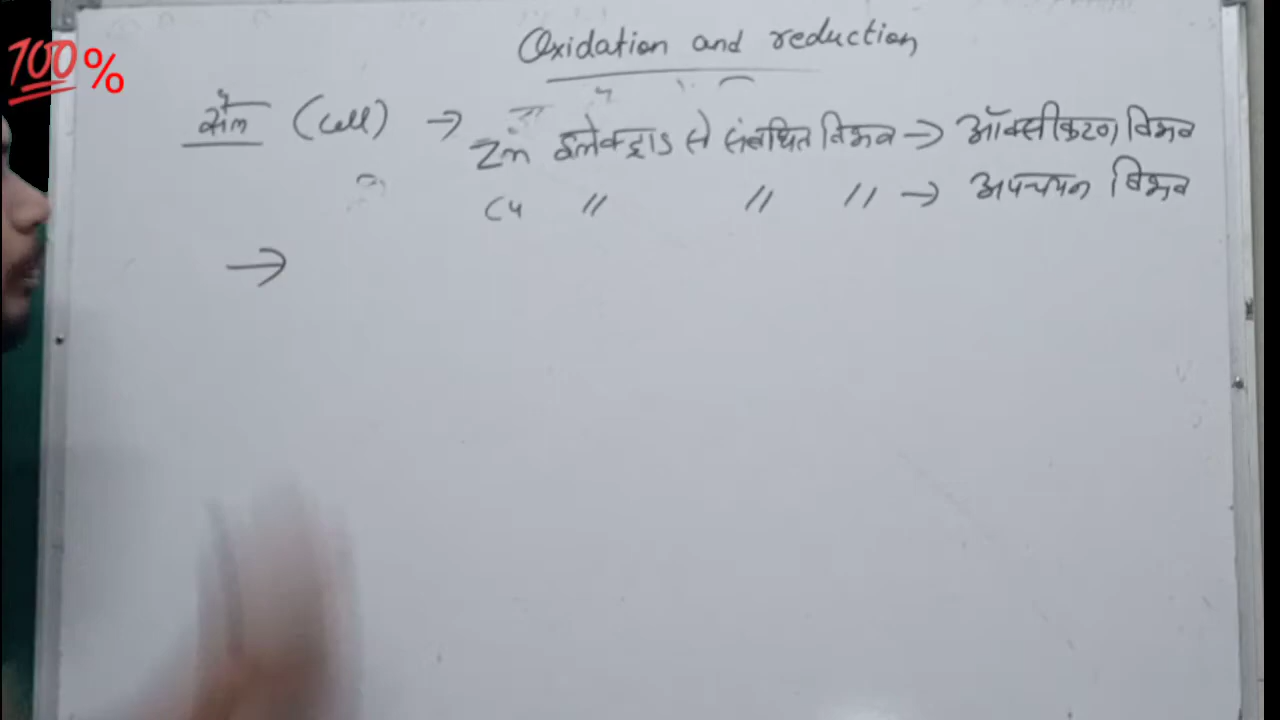 Oxidation and reduction
100%
सेल (cell) → Zn इलेक्ट्राड से संबंधित विभव → ऑक्सीकरण विभव
Cu // // // → अपचयन विभव
→